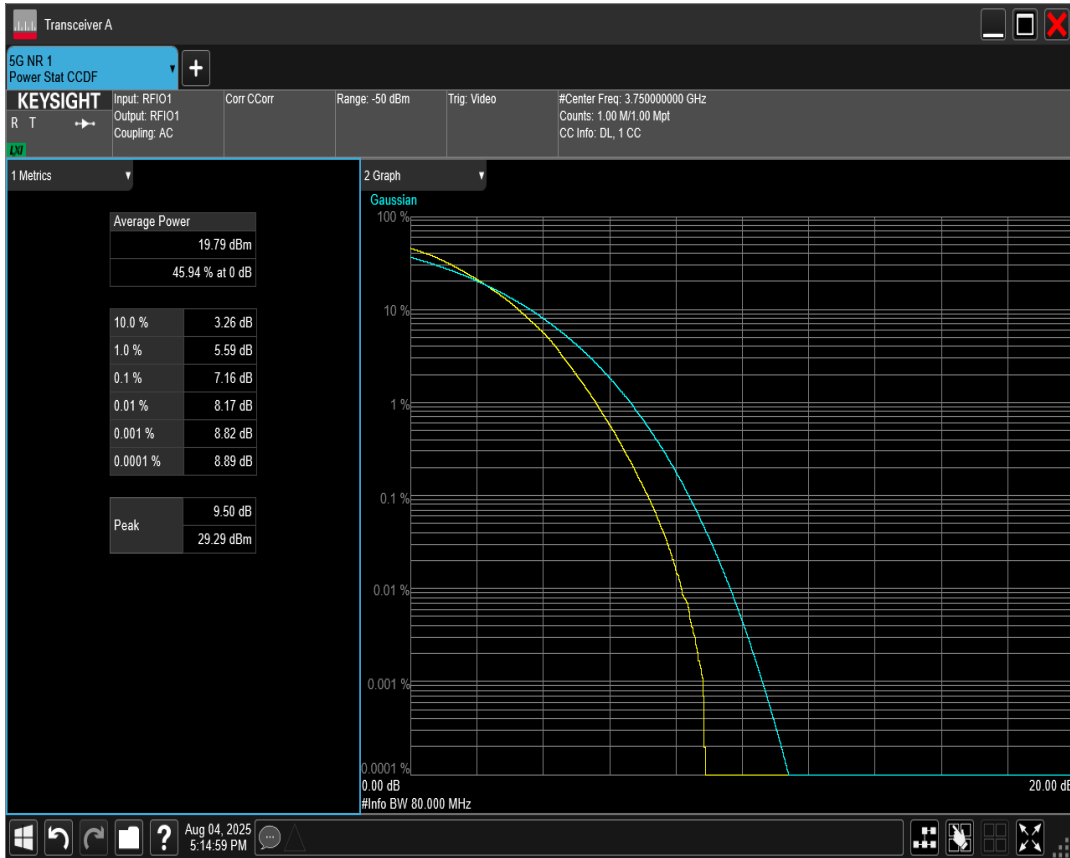 Transceiver A
5G NR 1
Power Stat CCDF
KEYSIGHT
R T
LXI
Input: RFIO1
Output: RFIO1
Coupling: AC
Corr CCorr
Range: -50 dBm
Trig: Video
#Center Freq: 3.750000000 GHz
Counts: 1.00 M/1.00 Mpt
CC Info: DL, 1 CC
1 Metrics
Average Power
19.79 dBm
45.94 % at 0 dB
10.0 % 3.26 dB
1.0 % 5.59 dB
0.1 % 7.16 dB
0.01 % 8.17 dB
0.001 % 8.82 dB
0.0001 % 8.89 dB
Peak
9.50 dB
29.29 dBm
2 Graph
Gaussian
100 %
10 %
1 %
0.1 %
0.01 %
0.001 %
0.0001 %
0.00 dB
20.00 dB
#Info BW 80.000 MHz
?
Aug 04, 2025
5:14:59 PM